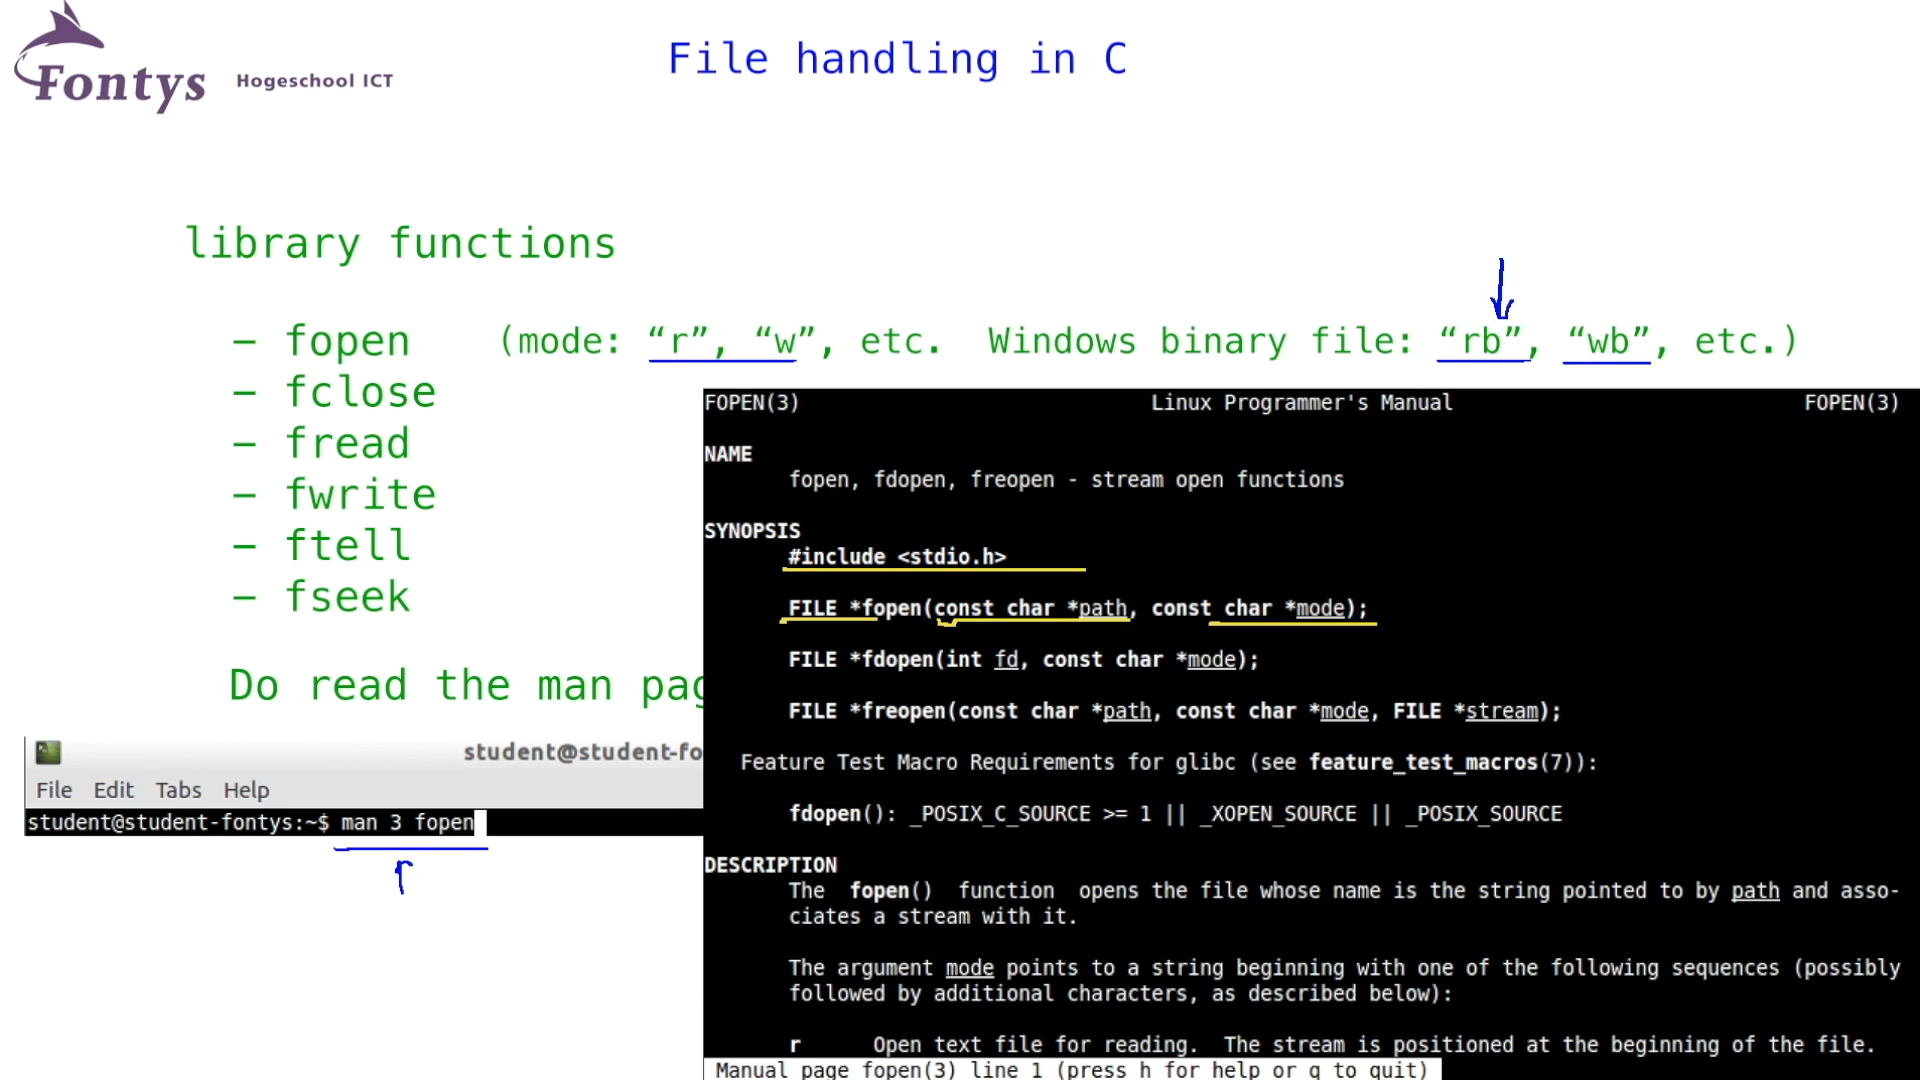 Fontys Hogeschool ICT
File handling in C
library functions
– fopen (mode: “r”, “w”, etc. Windows binary file: “rb”, “wb”, etc.)
– fclose
– fread
– fwrite
– ftell
– fseek
Do read the man pag
student@student-fo
File Edit Tabs Help
student@student-fontys:~$ man 3 fopen
r
FOPEN(3) Linux Programmer's Manual FOPEN(3)
NAME
fopen, fdopen, freopen - stream open functions
SYNOPSIS
#include <stdio.h>
FILE *fopen(const char *path, const char *mode);
FILE *fdopen(int fd, const char *mode);
FILE *freopen(const char *path, const char *mode, FILE *stream);
Feature Test Macro Requirements for glibc (see feature_test_macros(7)):
fdopen(): _POSIX_C_SOURCE >= 1 || _XOPEN_SOURCE || _POSIX_SOURCE
DESCRIPTION
The fopen() function opens the file whose name is the string pointed to by path and asso-
ciates a stream with it.
The argument mode points to a string beginning with one of the following sequences (possibly
followed by additional characters, as described below):
r Open text file for reading. The stream is positioned at the beginning of the file.
Manual page fopen(3) line 1 (press h for help or q to quit)